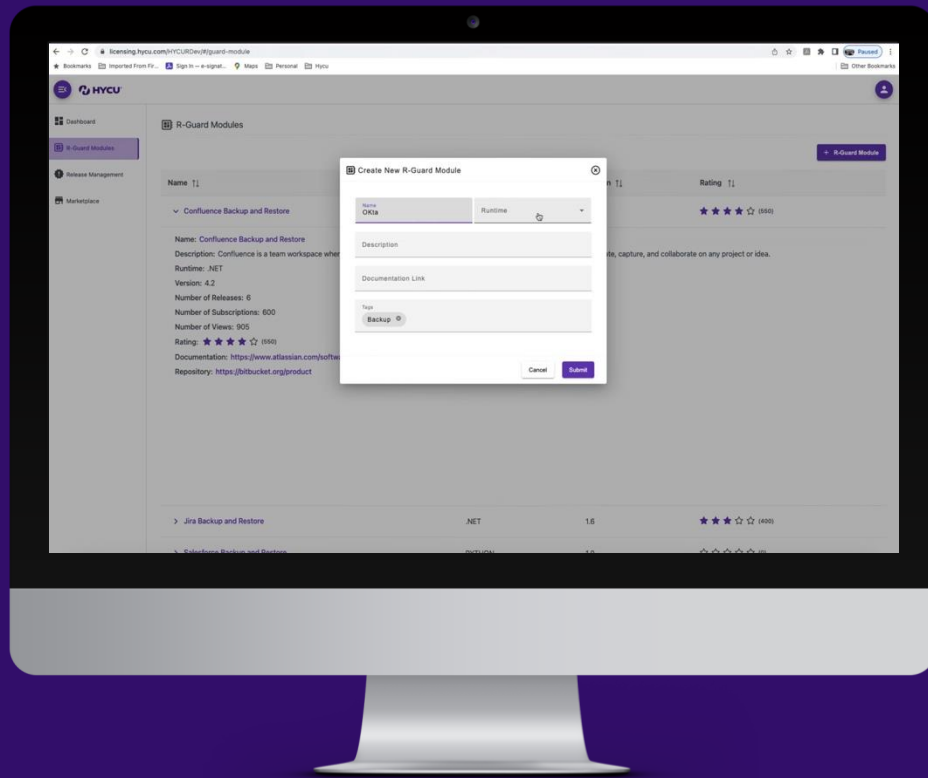 licensing.hycu.com/HYCURDev/#/guard-module
Paused
Bookmarks Imported From Fir... Sign in — e-signat... Maps Personal Hycu Other Bookmarks
HYCU
Dashboard
R-Guard Modules
Release Management
Marketplace
R-Guard Modules
+ R-Guard Module
Name Rating
Confluence Backup and Restore (550)
Name: Confluence Backup and Restore
Description: Confluence is a team workspace wher
te, capture, and collaborate on any project or idea.
Runtime: .NET
Version: 4.2
Number of Releases: 6
Number of Subscriptions: 600
Number of Views: 905
Rating: (550)
Documentation: https://www.atlassian.com/softw
Repository: https://bitbucket.org/product
Create New R-Guard Module
Name
OKta
Runtime
Description
Documentation Link
Tags
Backup
Cancel Submit
Jira Backup and Restore .NET 1.6 (400)
Salesforce Backup and Restore PYTHON